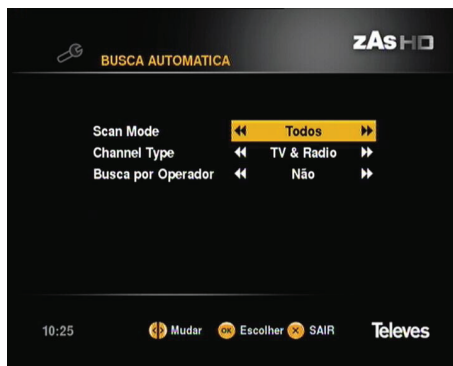 zAs HD
BUSCA AUTOMATICA
Scan Mode Todos
Channel Type TV & Radio
Busca por Operador Não
10:25 Mudar OK Escolher X SAIR Televes